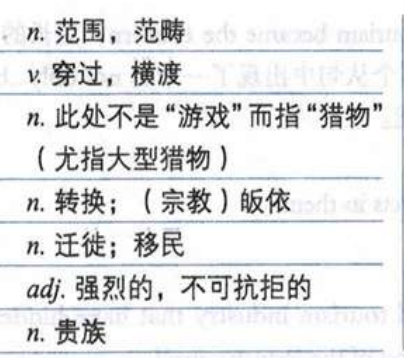 n. 范围，范畴
v. 穿过，横渡
n. 此处不是“游戏”而指“猎物”
（尤指大型猎物）
n. 转换；（宗教）皈依
n. 迁徙；移民
adj. 强烈的，不可抗拒的
n. 贵族